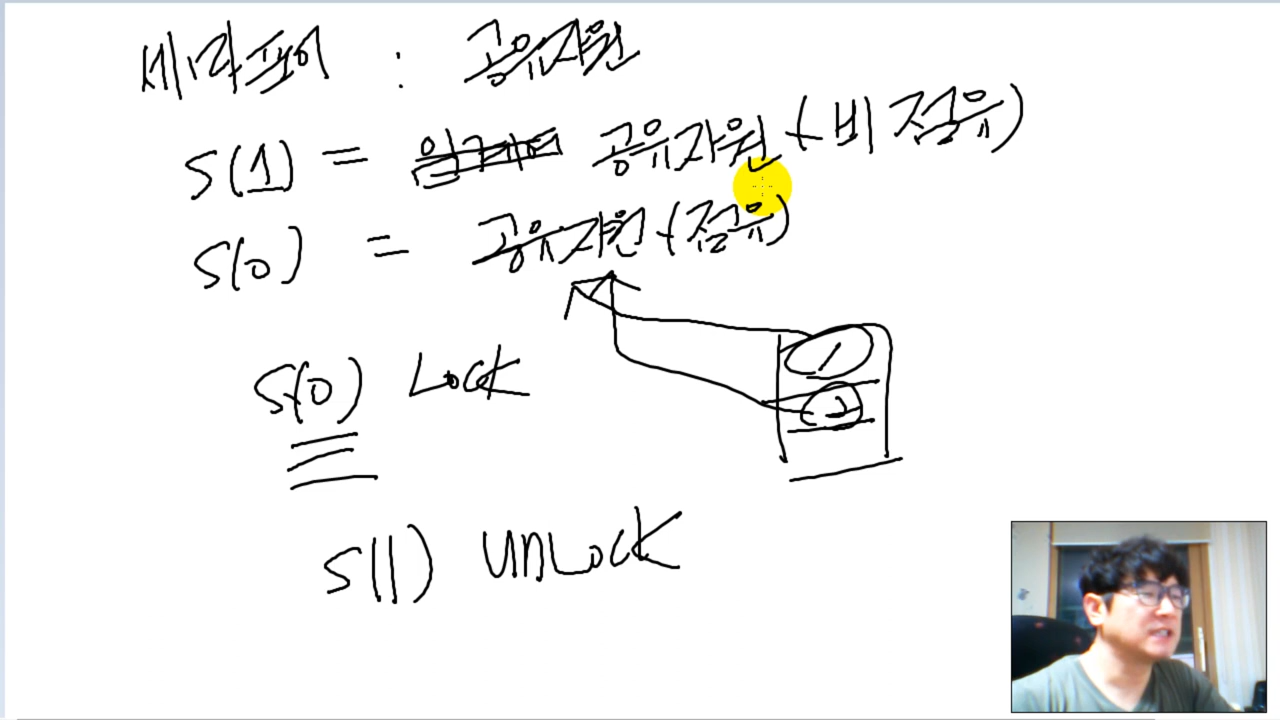 세마포어 : 공유자원
S(1) = 공유자원 (비 점유)
S(0) = 공유자원 (점유)
1
2
S(0) Lock
S(1) UNLock